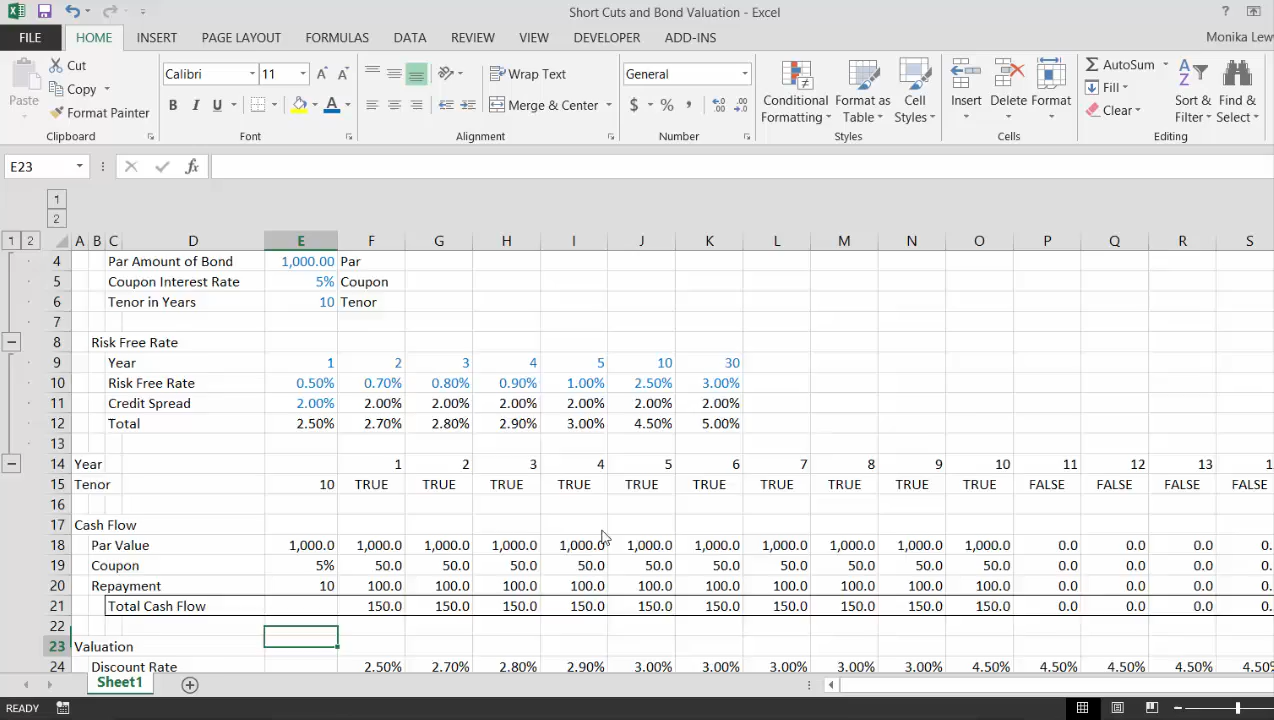 Short Cuts and Bond Valuation - Excel
FILE HOME INSERT PAGE LAYOUT FORMULAS DATA REVIEW VIEW DEVELOPER ADD-INS Monika Lew
Cut Calibri 11 Wrap Text General AutoSum
Paste Copy Merge & Center Conditional Formatting Format as Table Cell Styles Insert Delete Format Fill Sort & Filter Find & Select
Format Painter Clear
Clipboard Font Alignment Number Styles Cells Editing
E23 fx
1
2
1 2 A B C D E F G H I J K L M N O P Q R S
4 Par Amount of Bond 1,000.00 Par
5 Coupon Interest Rate 5% Coupon
6 Tenor in Years 10 Tenor
7
8 Risk Free Rate
9 Year 1 2 3 4 5 10 30
10 Risk Free Rate 0.50% 0.70% 0.80% 0.90% 1.00% 2.50% 3.00%
11 Credit Spread 2.00% 2.00% 2.00% 2.00% 2.00% 2.00% 2.00%
12 Total 2.50% 2.70% 2.80% 2.90% 3.00% 4.50% 5.00%
13
14 Year 1 2 3 4 5 6 7 8 9 10 11 12 13 1
15 Tenor 10 TRUE TRUE TRUE TRUE TRUE TRUE TRUE TRUE TRUE TRUE FALSE FALSE FALSE FALSE
16
17 Cash Flow
18 Par Value 1,000.0 1,000.0 1,000.0 1,000.0 1,000.0 1,000.0 1,000.0 1,000.0 1,000.0 1,000.0 1,000.0 0.0 0.0 0.0 0.
19 Coupon 5% 50.0 50.0 50.0 50.0 50.0 50.0 50.0 50.0 50.0 50.0 0.0 0.0 0.0 0.
20 Repayment 10 100.0 100.0 100.0 100.0 100.0 100.0 100.0 100.0 100.0 100.0 0.0 0.0 0.0 0.
21 Total Cash Flow 150.0 150.0 150.0 150.0 150.0 150.0 150.0 150.0 150.0 150.0 0.0 0.0 0.0 0.
22
23 Valuation
24 Discount Rate 2.50% 2.70% 2.80% 2.90% 3.00% 3.00% 3.00% 3.00% 3.00% 4.50% 4.50% 4.50% 4.50% 4.50%
Sheet1
READY